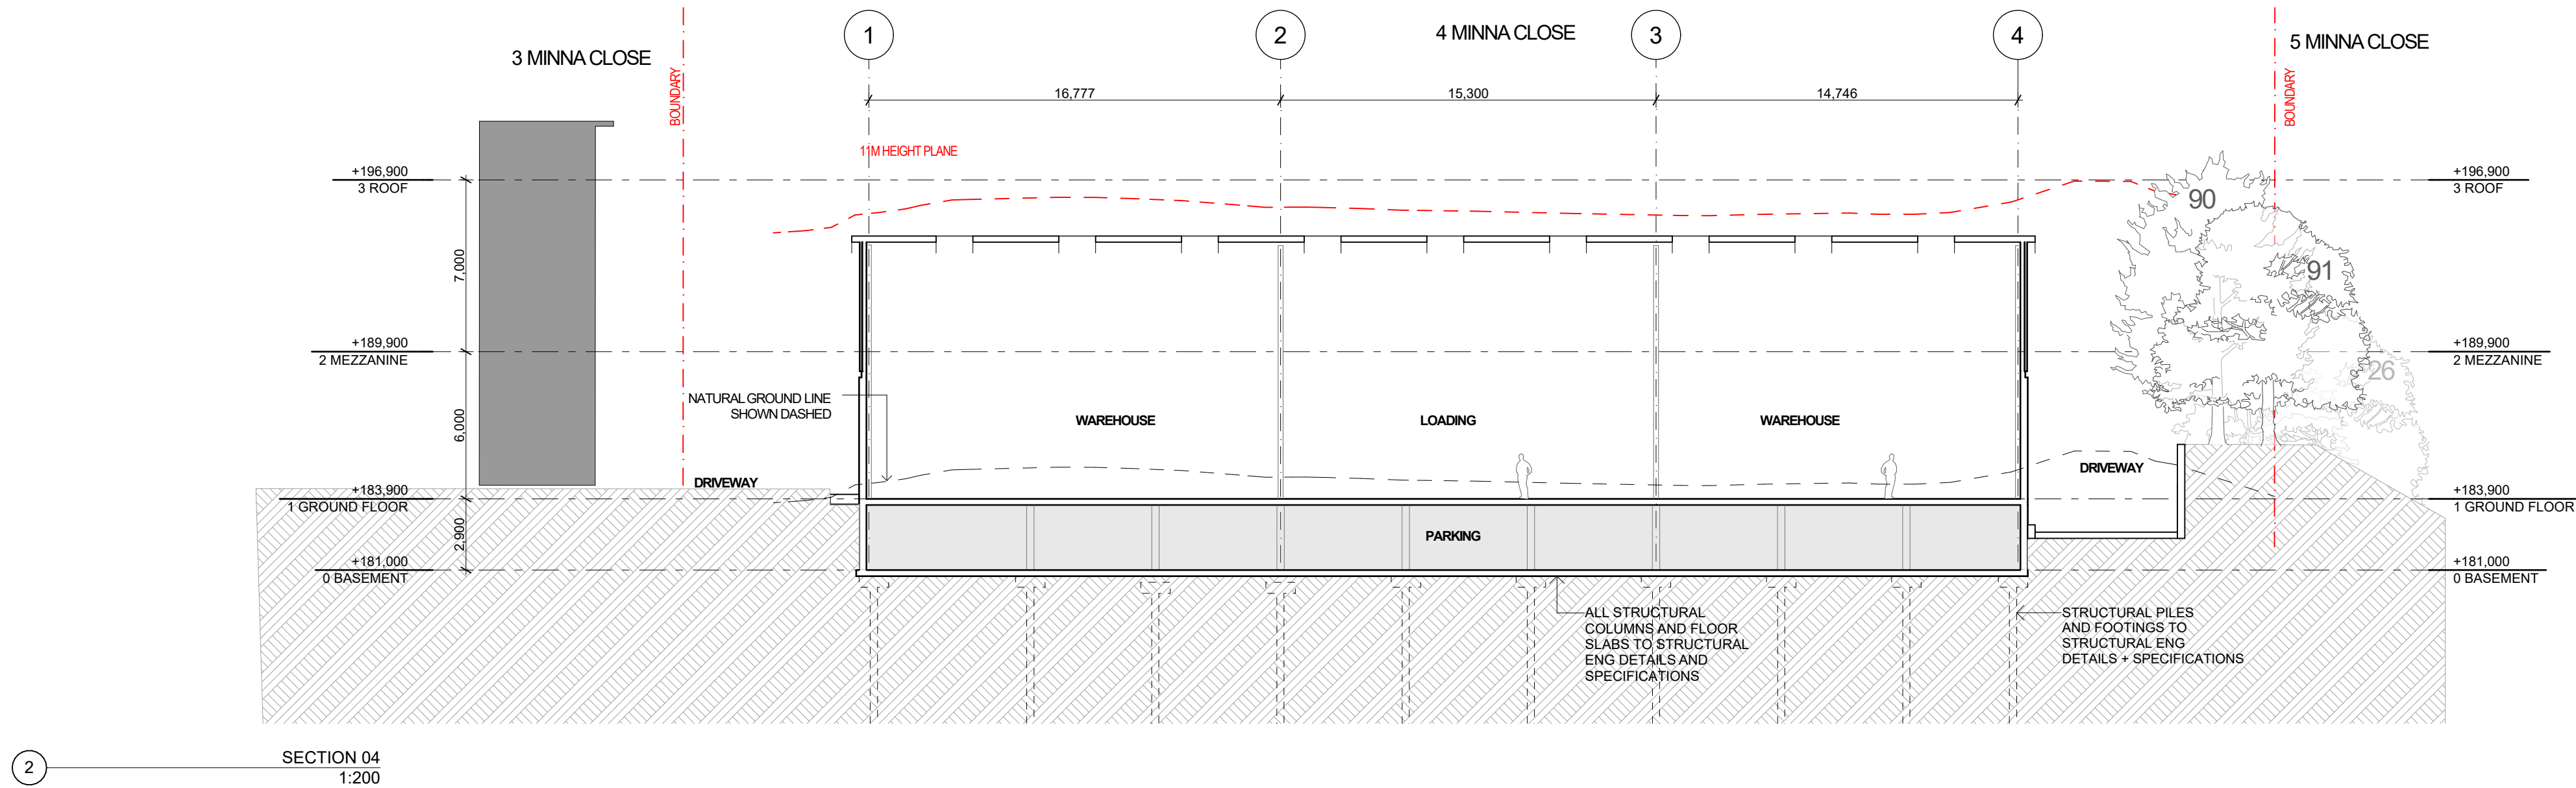 3 MINNA CLOSE
BOUNDARY
1
2
4 MINNA CLOSE
3
4
5 MINNA CLOSE
BOUNDARY
16,777
15,300
14,746
11M HEIGHT PLANE
+196,900
3 ROOF
+196,900
3 ROOF
90
91
7,000
+189,900
2 MEZZANINE
+189,900
2 MEZZANINE
26
NATURAL GROUND LINE
SHOWN DASHED
6,000
WAREHOUSE
LOADING
WAREHOUSE
DRIVEWAY
DRIVEWAY
+183,900
1 GROUND FLOOR
+183,900
1 GROUND FLOOR
2,900
PARKING
+181,000
0 BASEMENT
+181,000
0 BASEMENT
ALL STRUCTURAL
COLUMNS AND FLOOR
SLABS TO STRUCTURAL
ENG DETAILS AND
SPECIFICATIONS
STRUCTURAL PILES
AND FOOTINGS TO
STRUCTURAL ENG
DETAILS + SPECIFICATIONS
2
SECTION 04
1:200